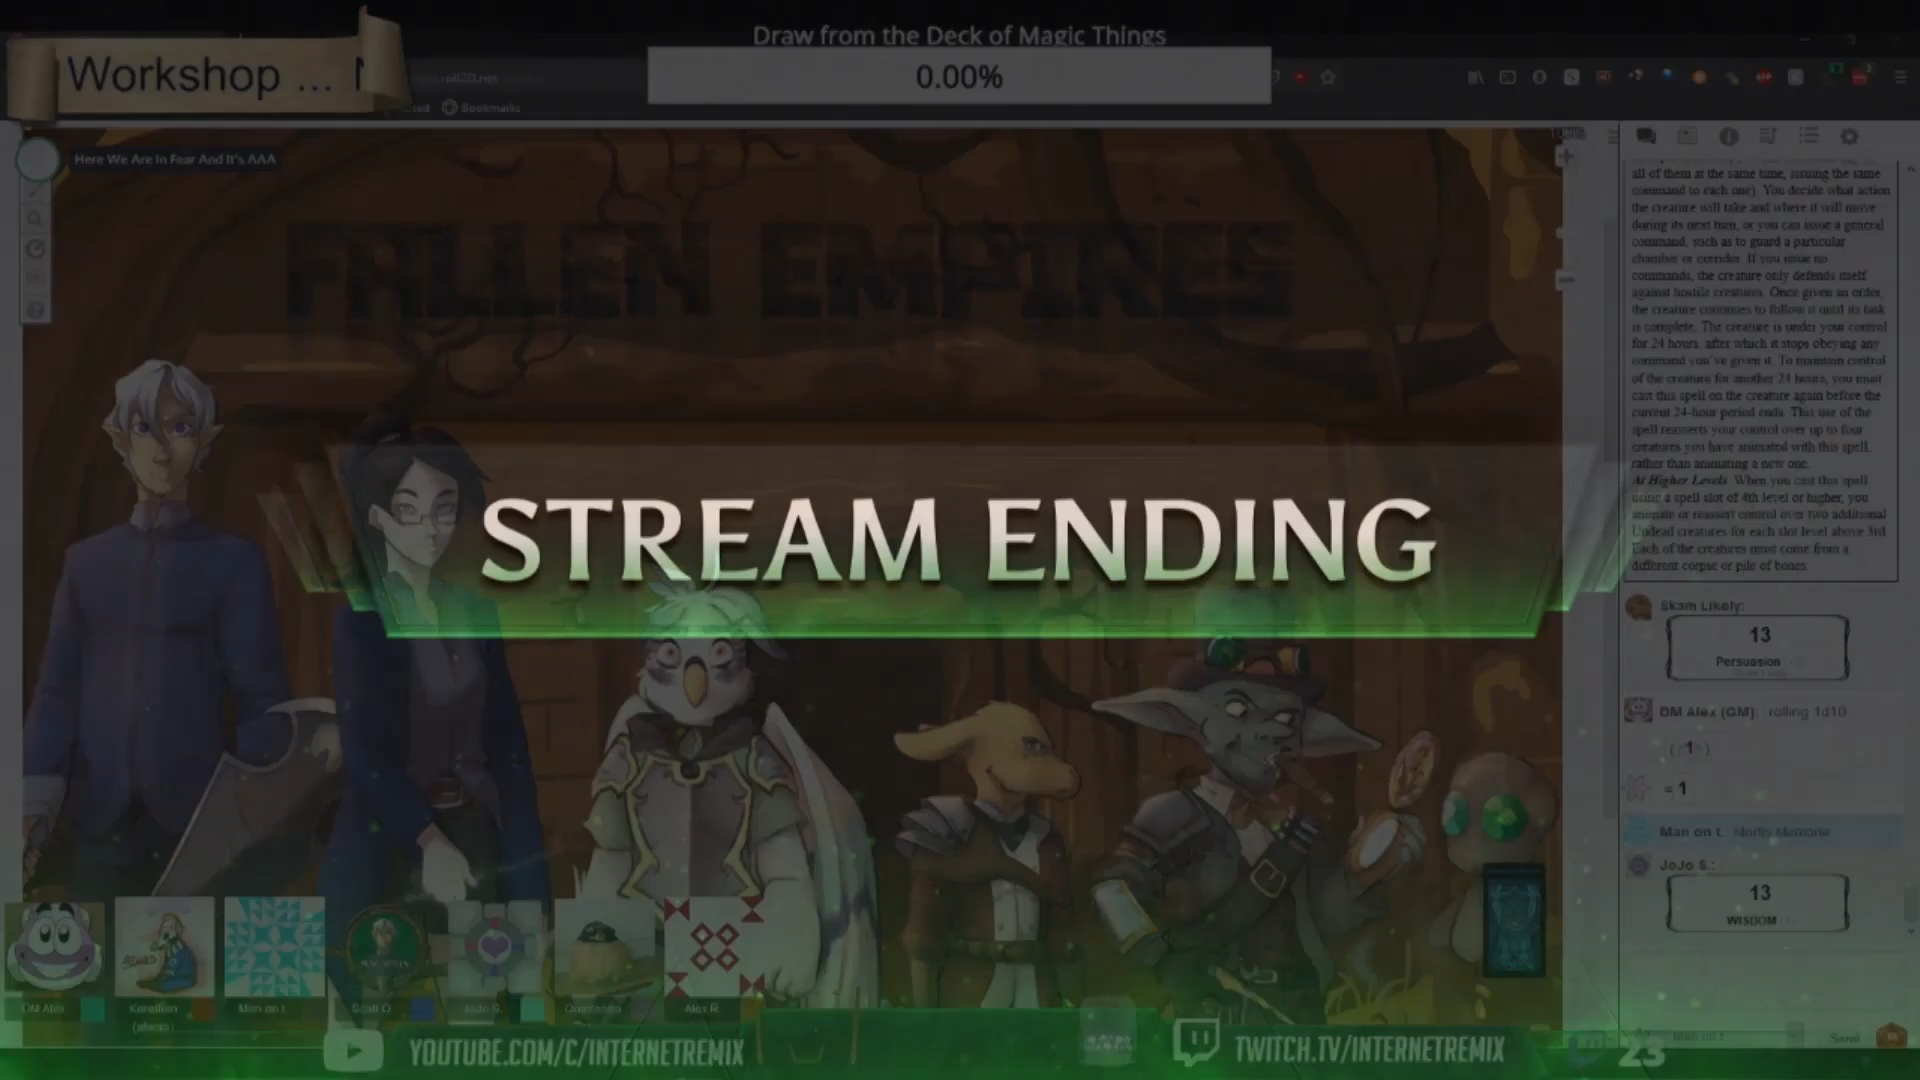 Draw from the Deck of Magic Things
Workshop ...
0.00%
Bookmarks
Here We Are In Fear And It's AAA
FALLEN EMPIRES
STREAM ENDING
all of them at the same time, issuing the same
command to each one). You decide what action
the creature will take and where it will move
during its next turn, or you can issue a general
command, such as to guard a particular
chamber or corridor. If you issue no
commands, the creature only defends itself
against hostile creatures. Once given an order,
the creature continues to follow it until its task
is complete. The creature is under your control
for 24 hours, after which it stops obeying any
command you've given it. To maintain control
of the creature for another 24 hours, you must
cast this spell on the creature again before the
current 24-hour period ends. This use of the
spell reasserts your control over up to four
creatures you have animated with this spell,
rather than animating a new one.
At Higher Levels. When you cast this spell
using a spell slot of 4th level or higher, you
animate or reassert control over two additional
Undead creatures for each slot level above 3rd.
Each of the creatures must come from a
different corpse or pile of bones.
Skam Likely:
13
Persuasion
DM Alex (GM): rolling 1d10
(1)
=1
Man on t.: Mortis Memoria
JoJo S.:
13
WISDOM
DM Alex
Man on t.
Scott O.
JoJo S.
Alex R.
YOUTUBE.COM/C/INTERNETREMIX
TWITCH.TV/INTERNETREMIX
23
Man on t.
Send